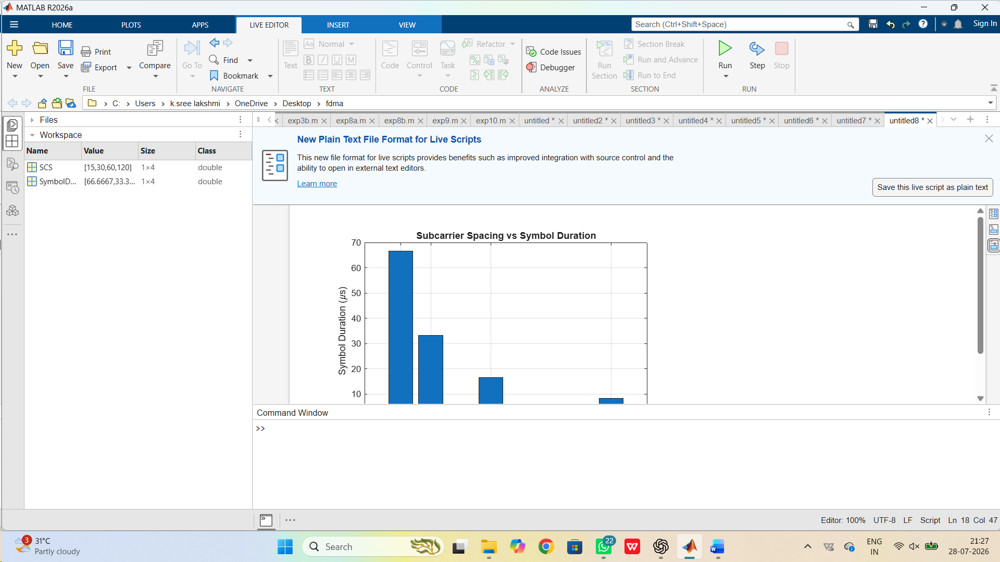 MATLAB R2026a
HOME PLOTS APPS LIVE EDITOR INSERT VIEW Search (Ctrl+Shift+Space) Sign In
New Open Save Print Export Compare Go To Find Bookmark Text Normal Code Control Task Refactor Code Issues Debugger Run Section Section Break Run and Advance Run to End Run Step Stop
FILE NAVIGATE TEXT CODE ANALYZE SECTION RUN
C: Users k.sree lakshmi OneDrive Desktop fdma
Files
Workspace
Name Value Size Class
SCS [15,30,60,120] 1×4 double
SymbolD... [66.6667,33.3... 1×4 double
exp3b.m exp8a.m exp8b.m exp9.m exp10.m untitled * untitled2 * untitled3 * untitled4 * untitled5 * untitled6 * untitled7 * untitled8 *
New Plain Text File Format for Live Scripts
This new file format for live scripts provides benefits such as improved integration with source control and the
ability to open in external text editors.
Learn more
Save this live script as plain text
Subcarrier Spacing vs Symbol Duration
Symbol Duration (μs)
70
60
50
40
30
20
10
Command Window
>>
Editor: 100% UTF-8 LF Script Ln 18 Col 47
3 31°C
Partly cloudy
Search
22
ENG
IN
21:27
28-07-2026